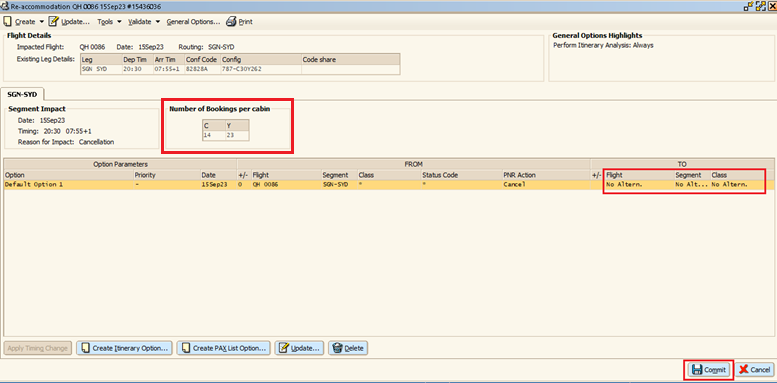 Re-accommodation QH 0086 15Sep23 #15436036
Create Update... Tools Validate General Options... Print
Flight Details
Impacted Flight: QH 0086 Date: 15Sep23 Routing: SGN-SYD
Existing Leg Details:
Leg Dep Tim Arr Tim Conf Code Config Code share
SGN SYD 20:30 07:55+1 82828A 787-C30Y262
General Options Highlights
Perform Itinerary Analysis: Always
SGN-SYD
Segment Impact
Date: 15Sep23
Timing: 20:30 07:55+1
Reason for Impact: Cancellation
Number of Bookings per cabin
C Y
14 23
Option Parameters FROM TO
Option Priority Date +/- Flight Segment Class Status Code PNR Action +/- Flight Segment Class
Default Option 1 - 15Sep23 0 QH 0086 SGN-SYD * * Cancel No Altern. No Alt... No Altern.
Apply Timing Change Create Itinerary Option... Create PAX List Option... Update... Delete
Commit Cancel